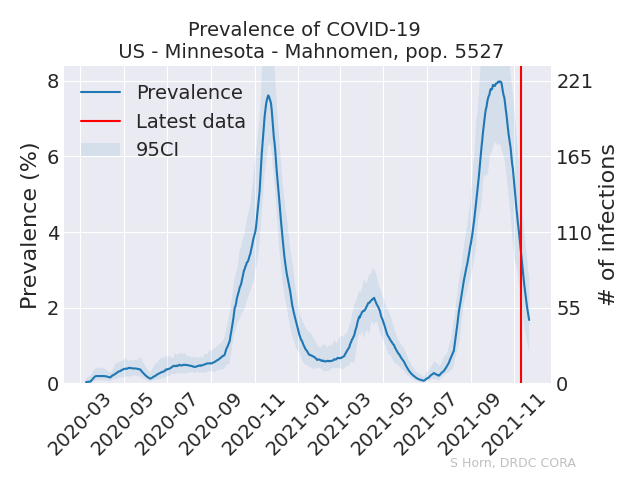 Prevalence of COVID-19
US - Minnesota - Mahnomen, pop. 5527
Prevalence
Latest data
95CI
Prevalence (%)
8
6
4
2
0
221
165
110
55
0
# of infections
2020-03
2020-05
2020-07
2020-09
2020-11
2021-01
2021-03
2021-05
2021-07
2021-09
2021-11
S Horn, DRDC CORA